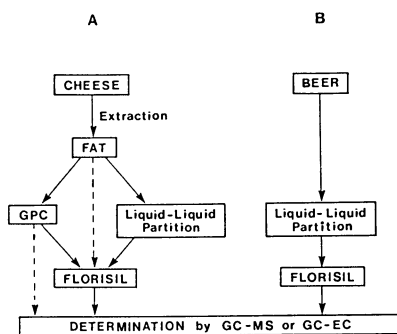 A
B
CHEESE
BEER
Extraction
FAT
GPC
Liquid-Liquid
Partition
Liquid-Liquid
Partition
FLORISIL
FLORISIL
DETERMINATION by GC-MS or GC-EC